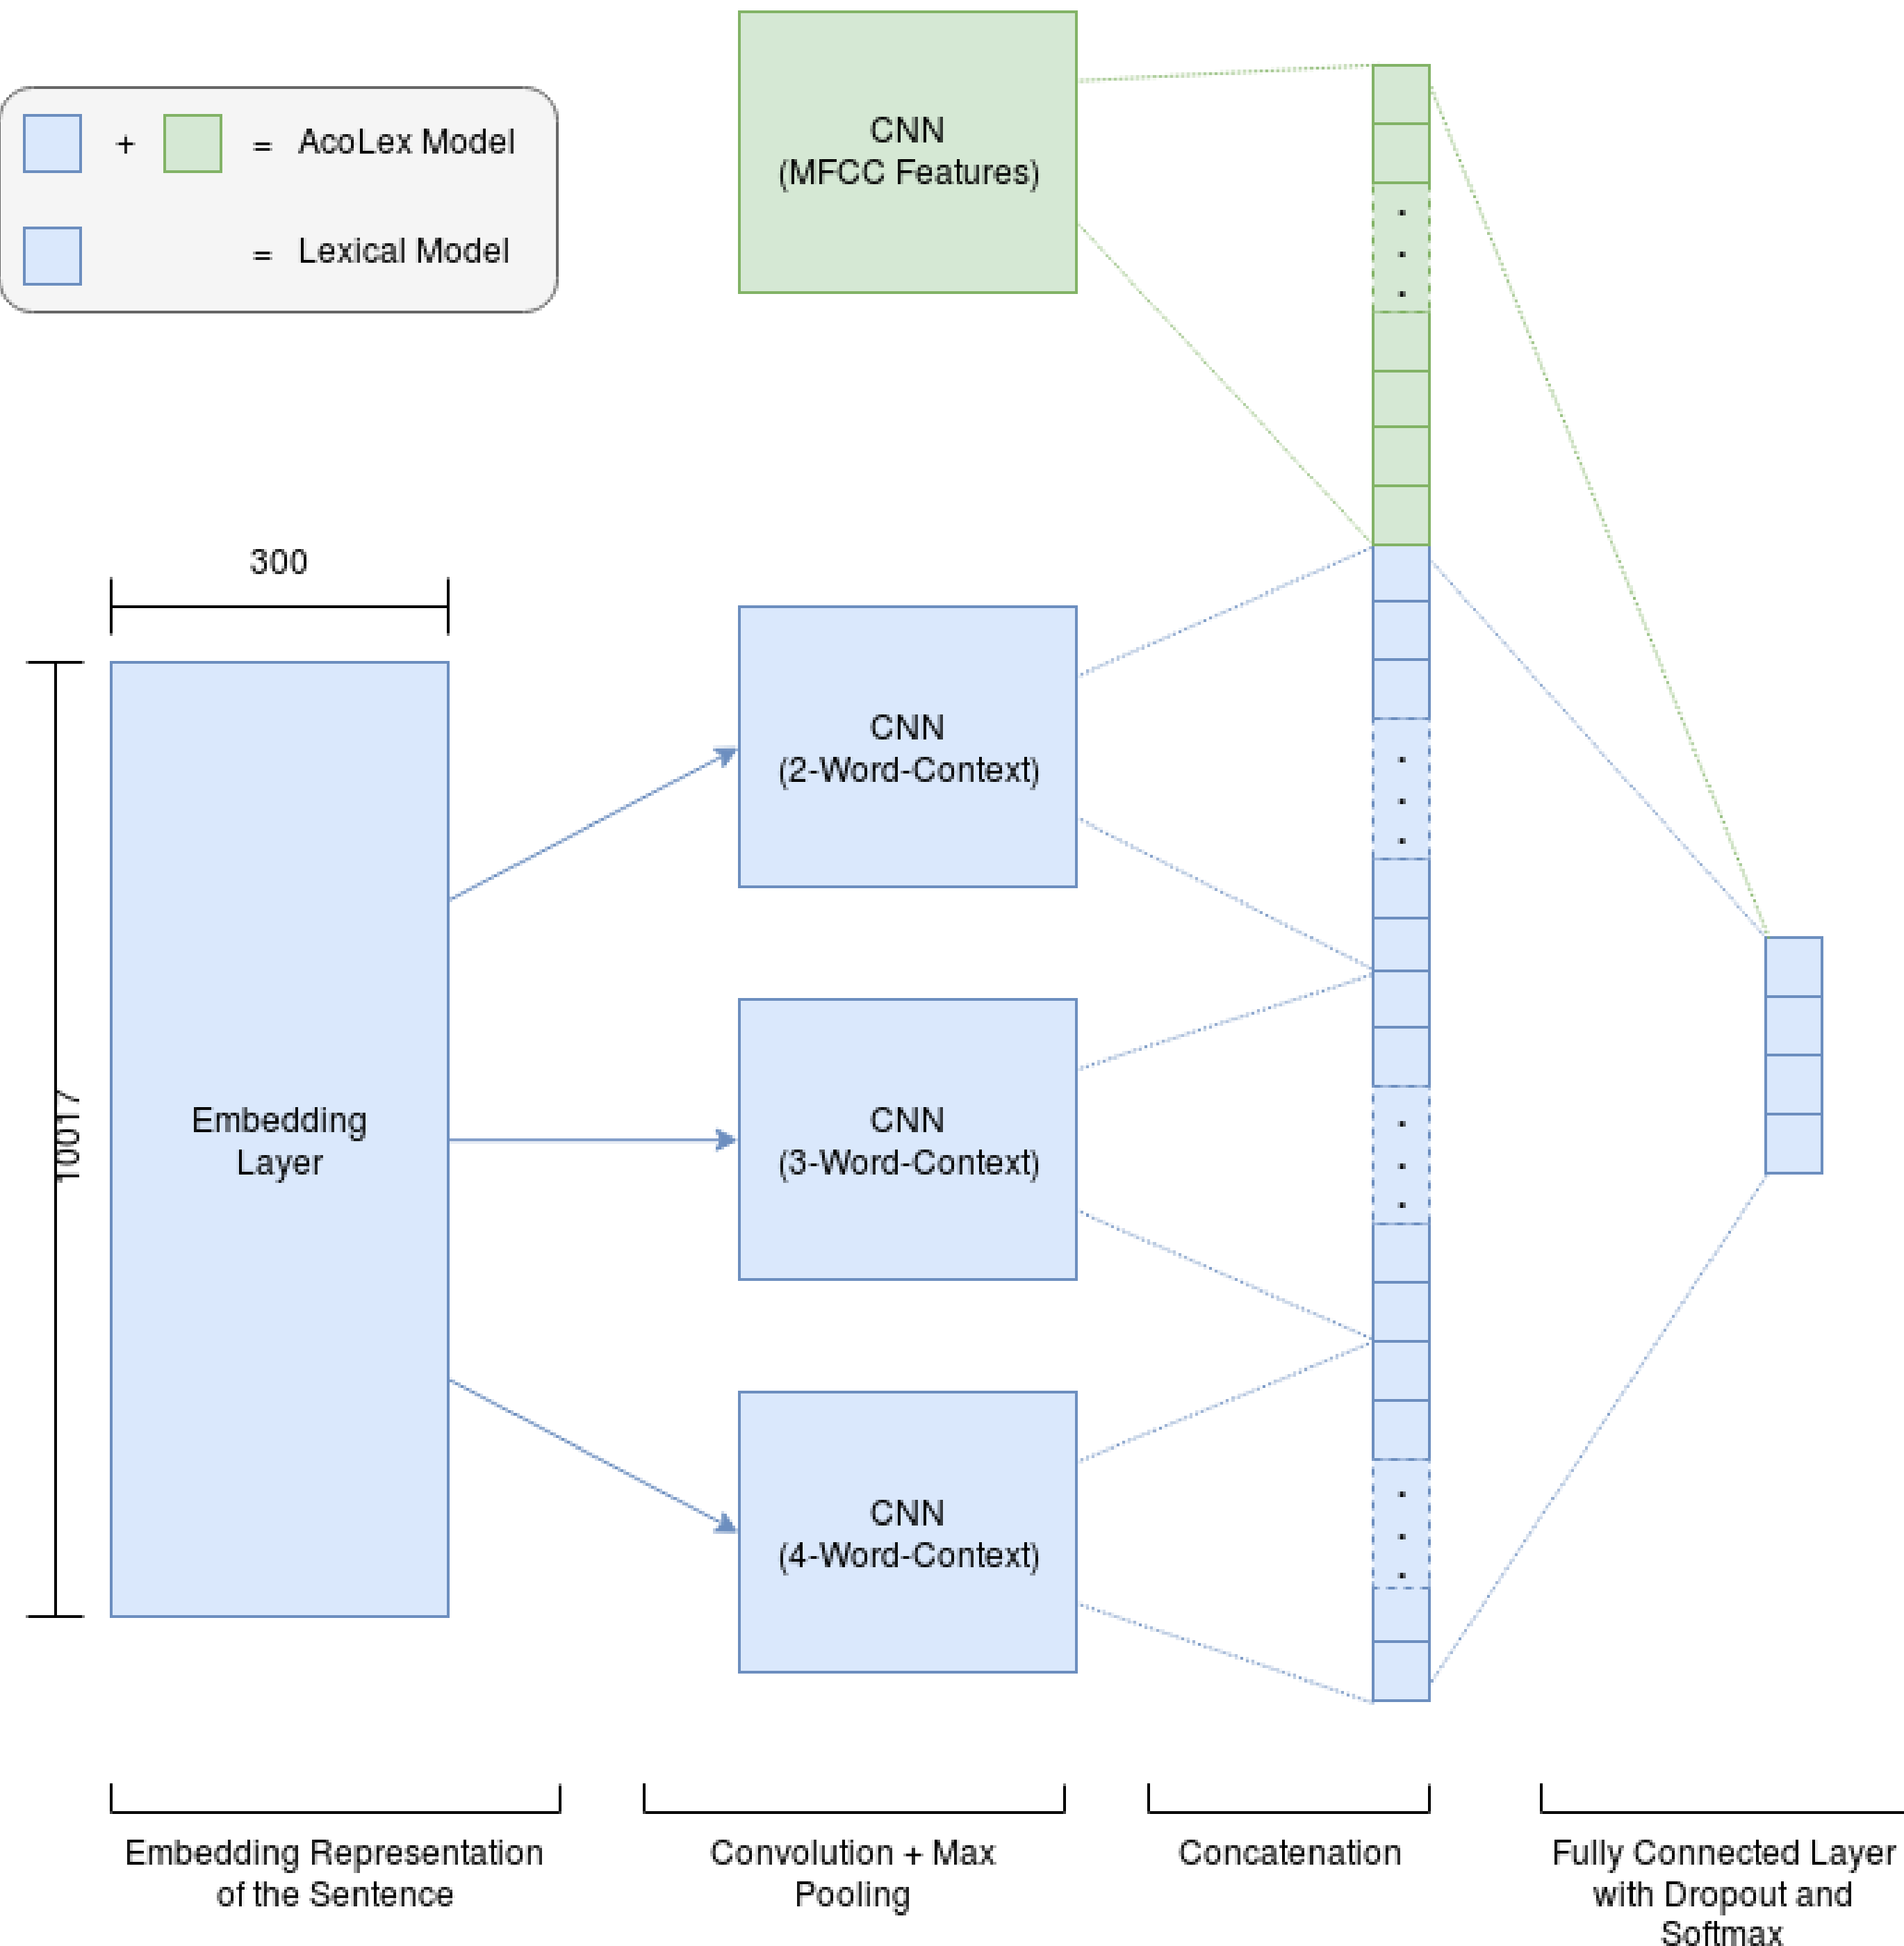 + = AcoLex Model
= Lexical Model
CNN
(MFCC Features)
300
10017
Embedding
Layer
CNN
(2-Word-Context)
CNN
(3-Word-Context)
CNN
(4-Word-Context)
Embedding Representation
of the Sentence
Convolution + Max
Pooling
Concatenation
Fully Connected Layer
with Dropout and
Softmax